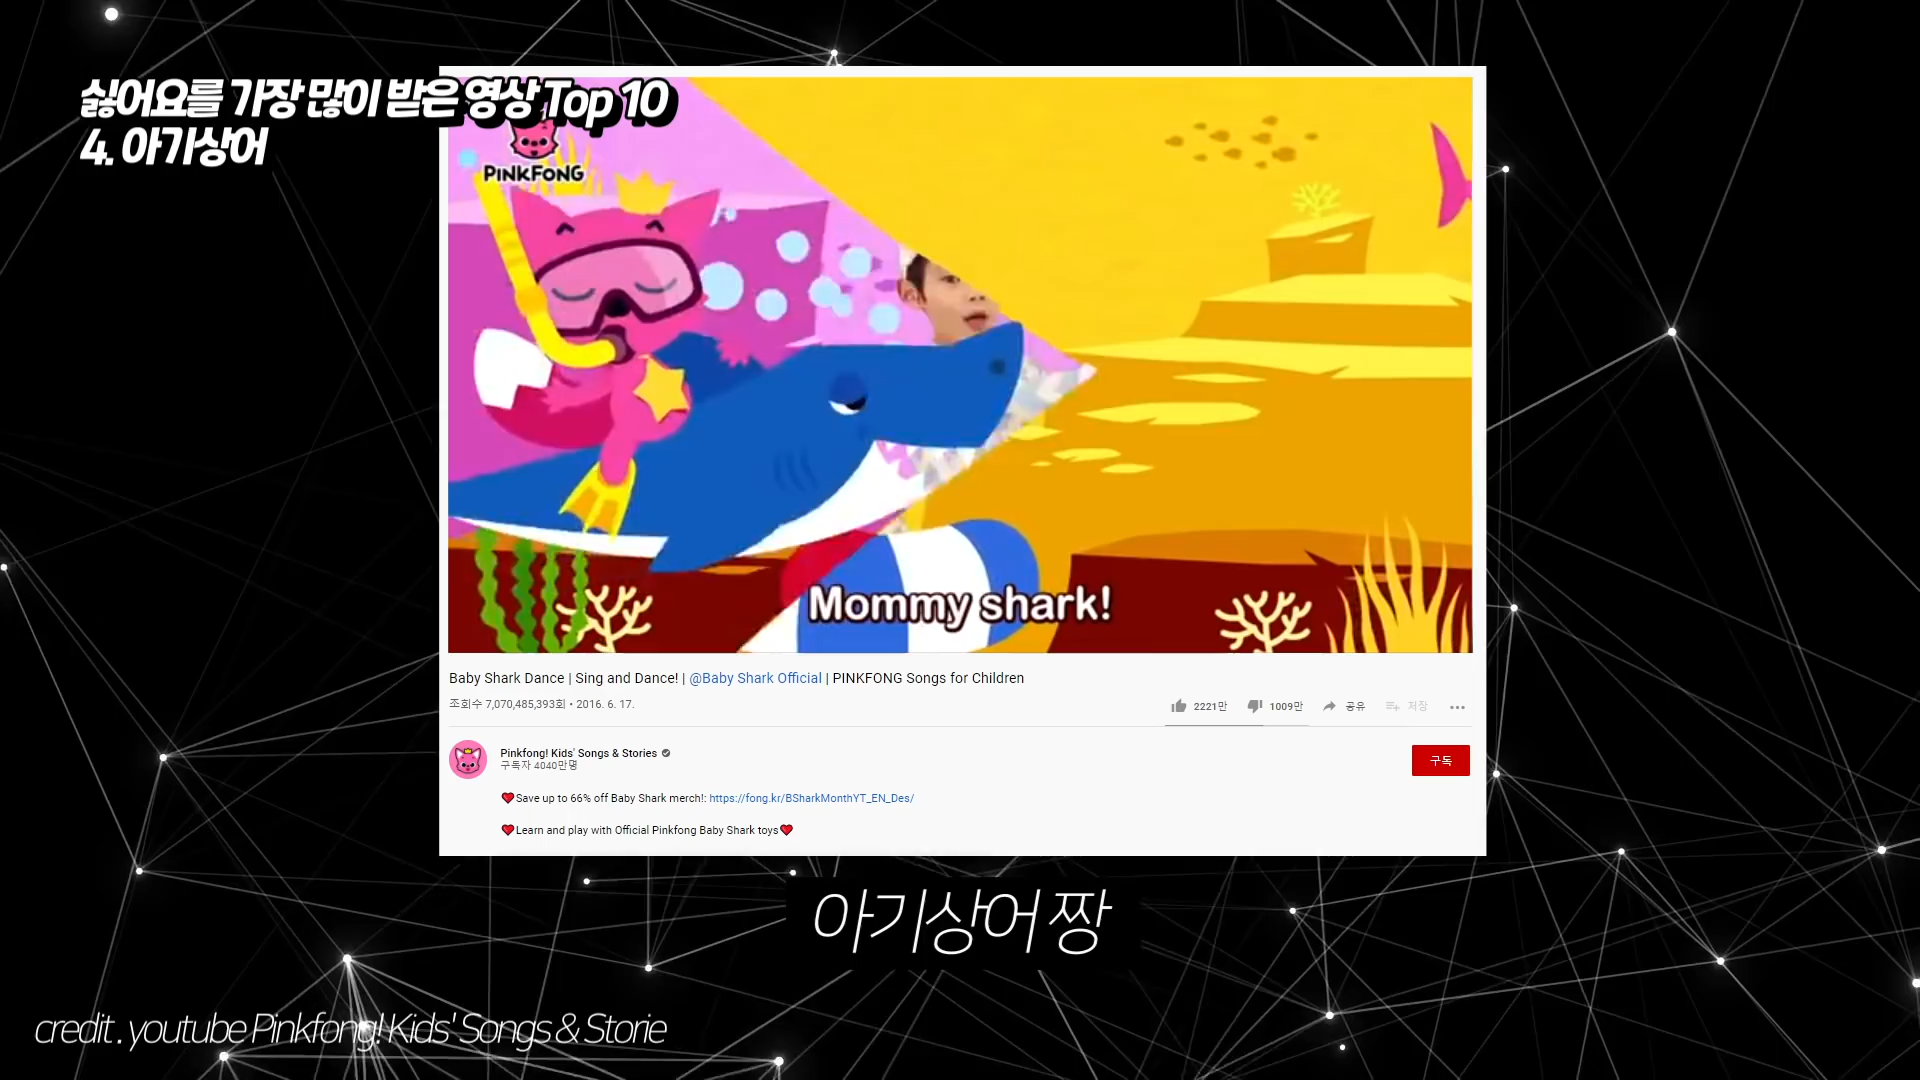 싫어요를 가장 많이 받은 영상 Top 10
4. 아기상어
PINKFONG
Mommy shark!
Baby Shark Dance | Sing and Dance! | @Baby Shark Official | PINKFONG Songs for Children
조회수 7,070,485,393회 • 2016. 6. 17.
2221만 1009만 공유 저장
Pinkfong! Kids' Songs & Stories
구독자 4040만명
구독
Save up to 66% off Baby Shark merch!: https://fong.kr/BSharkMonthYT_EN_Des/
Learn and play with Official Pinkfong Baby Shark toys
아기상어 짱
credit . youtube Pinkfong! Kids' Songs & Storie